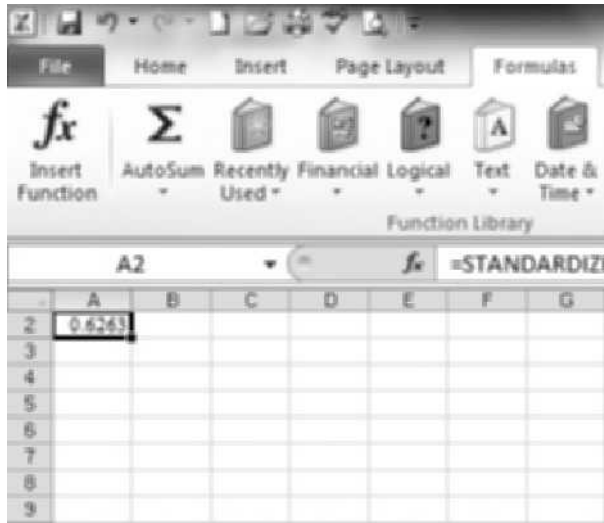 File Home Insert Page Layout Formulas
fx Σ ? A
Insert AutoSum Recently Financial Logical Text Date &
Function Used Time
Function Library
A2 fx =STANDARDIZ
A B C D E F G
2 0.6263
3
4
5
6
7
8
9